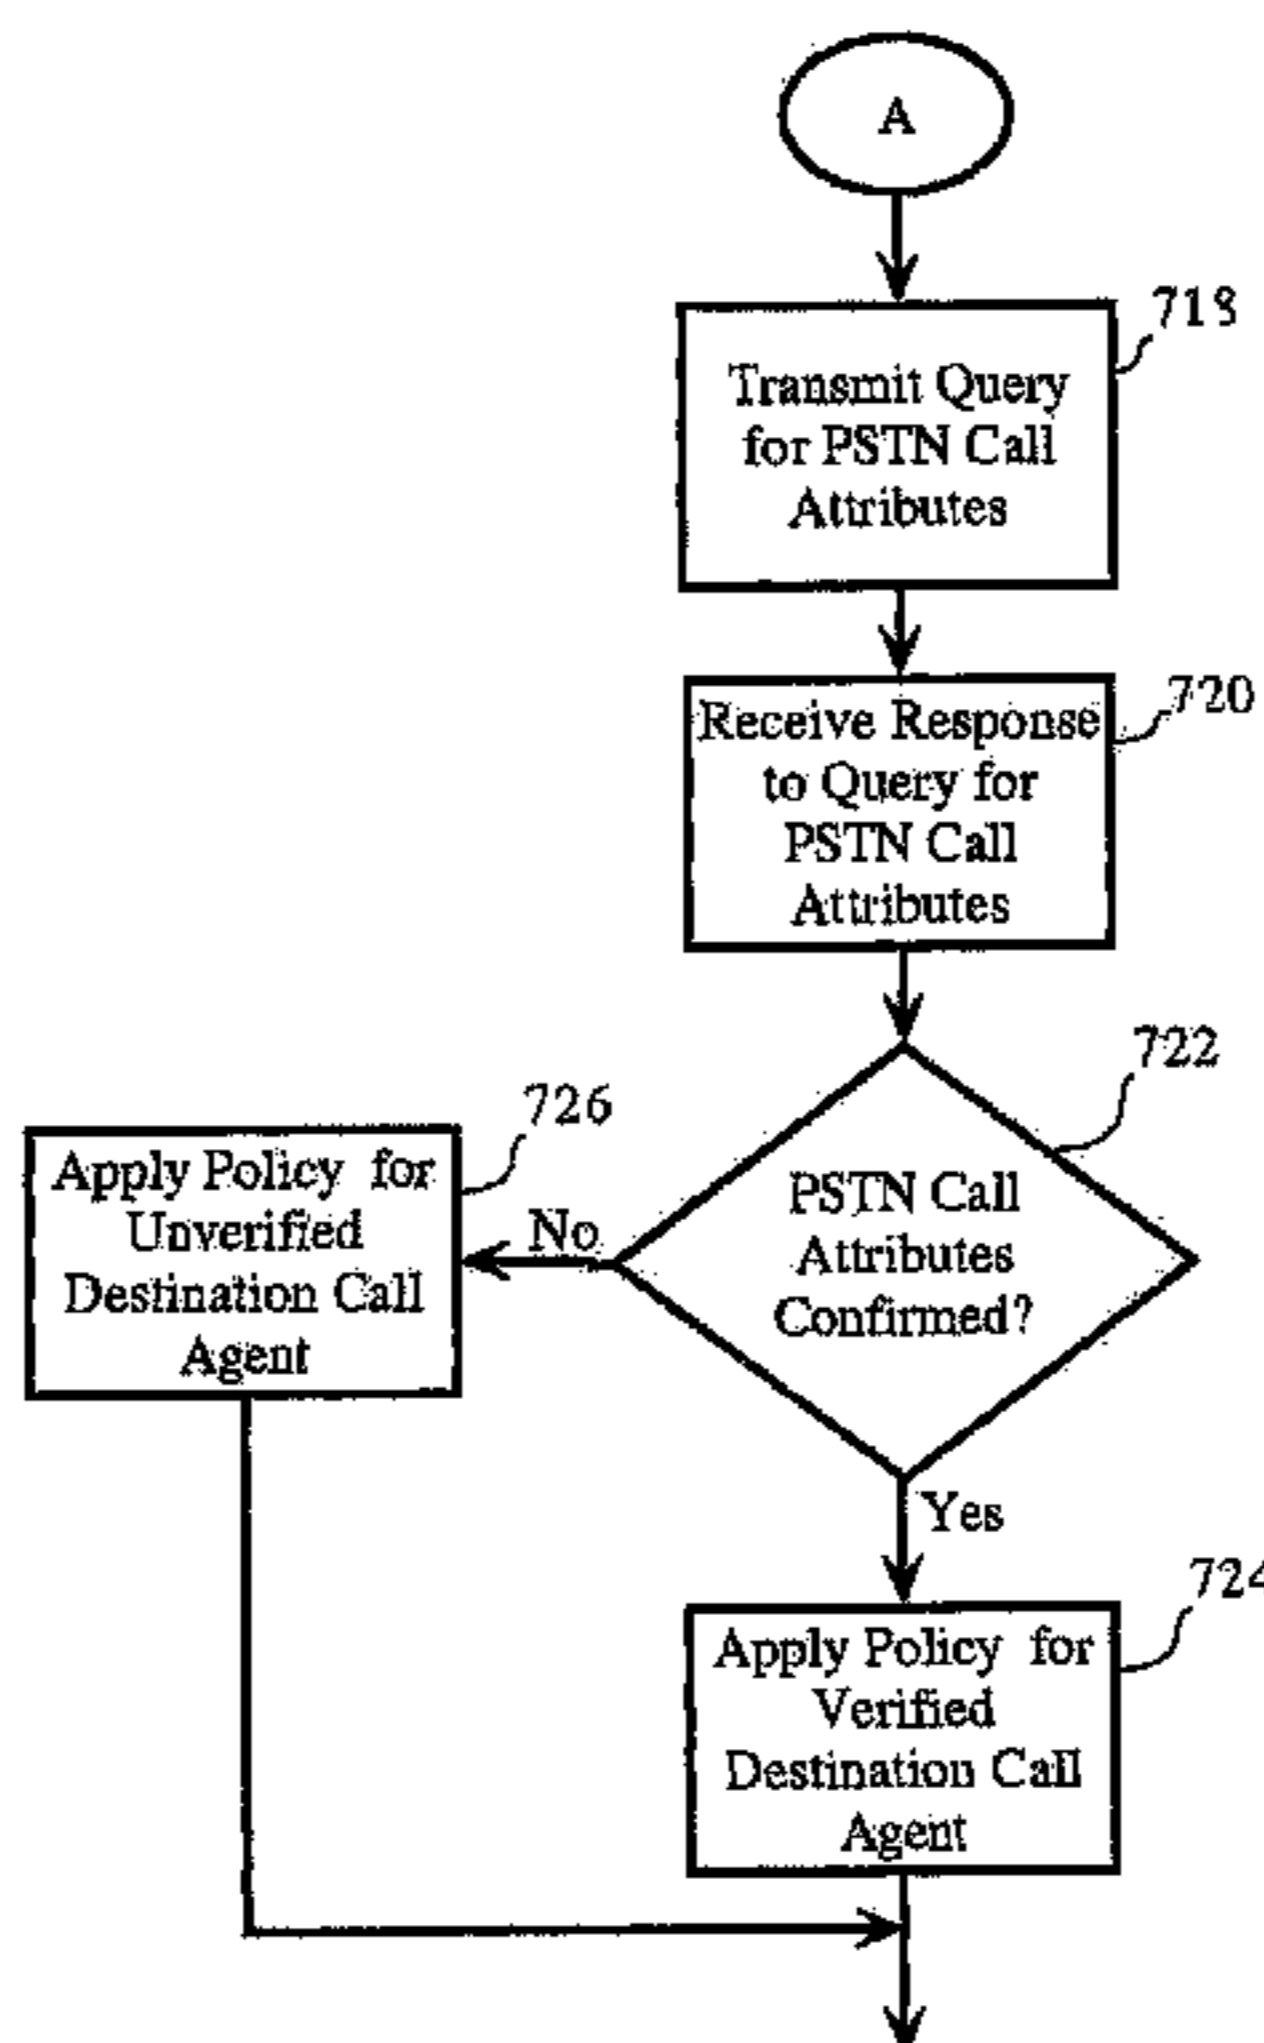 A
718
Transmit Query
for PSTN Call
Attributes
720
Receive Response
to Query for
PSTN Call
Attributes
722
PSTN Call
Attributes
Confirmed?
No
726
Apply Policy for
Unverified
Destination Call
Agent
Yes
724
Apply Policy for
Verified
Destination Call
Agent